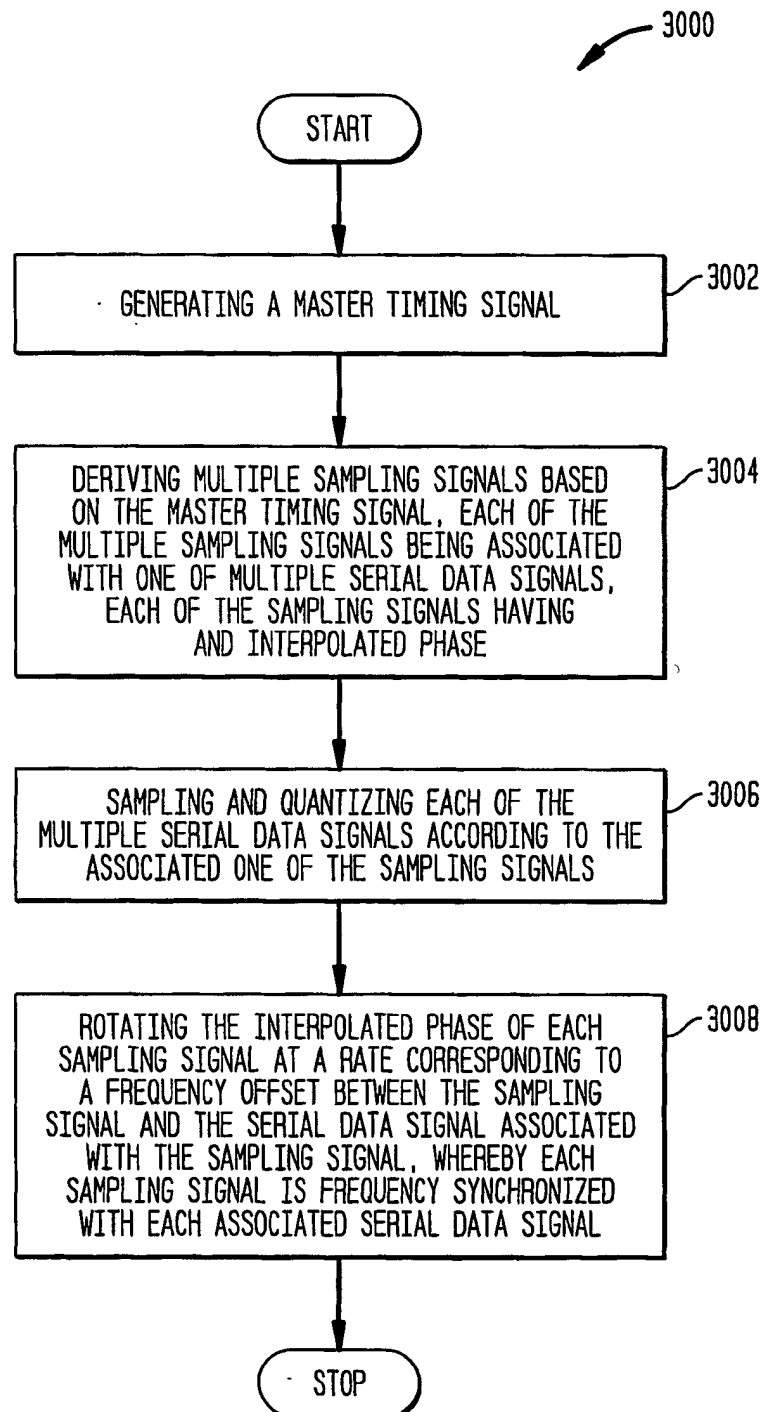 3000
START
GENERATING A MASTER TIMING SIGNAL
3002
DERIVING MULTIPLE SAMPLING SIGNALS BASED
ON THE MASTER TIMING SIGNAL, EACH OF THE
MULTIPLE SAMPLING SIGNALS BEING ASSOCIATED
WITH ONE OF MULTIPLE SERIAL DATA SIGNALS,
EACH OF THE SAMPLING SIGNALS HAVING
AND INTERPOLATED PHASE
3004
SAMPLING AND QUANTIZING EACH OF THE
MULTIPLE SERIAL DATA SIGNALS ACCORDING TO THE
ASSOCIATED ONE OF THE SAMPLING SIGNALS
3006
ROTATING THE INTERPOLATED PHASE OF EACH
SAMPLING SIGNAL AT A RATE CORRESPONDING TO
A FREQUENCY OFFSET BETWEEN THE SAMPLING
SIGNAL AND THE SERIAL DATA SIGNAL ASSOCIATED
WITH THE SAMPLING SIGNAL, WHEREBY EACH
SAMPLING SIGNAL IS FREQUENCY SYNCHRONIZED
WITH EACH ASSOCIATED SERIAL DATA SIGNAL
3008
STOP